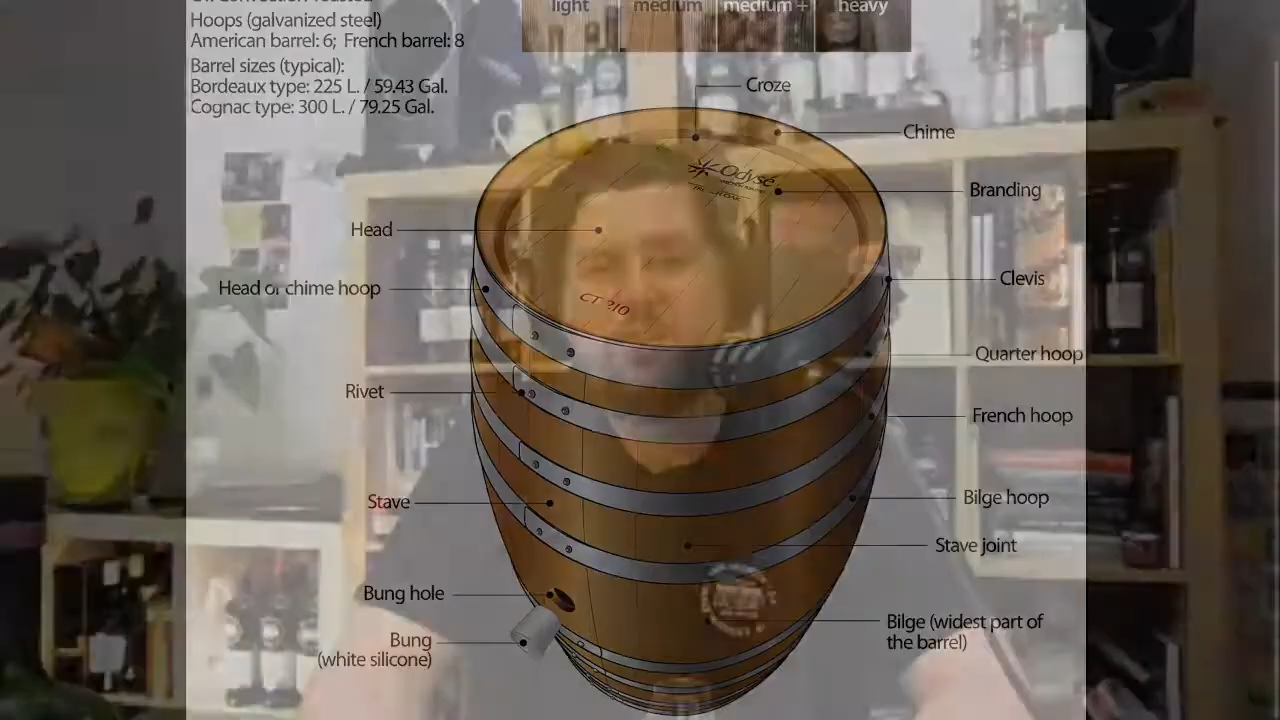 Hoops (galvanized steel)
American barrel: 6; French barrel: 8
Barrel sizes (typical):
Bordeaux type: 225 L. / 59.43 Gal.
Cognac type: 300 L. / 79.25 Gal.
light medium medium + heavy
Croze
Chime
Odysé
Branding
Head
Clevis
Head or chime hoop
CT 210
Quarter hoop
Rivet
French hoop
Stave
Bilge hoop
Stave joint
Bung hole
Bilge (widest part of
the barrel)
Bung
(white silicone)